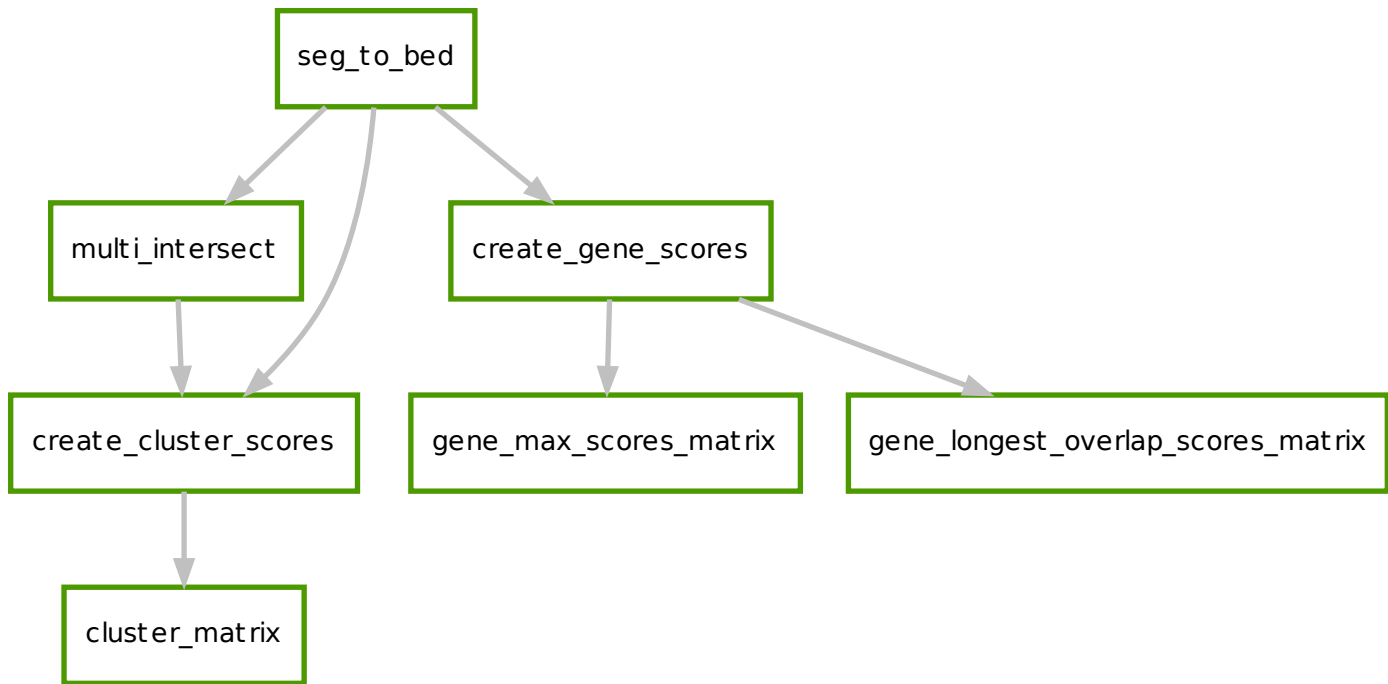 seg_to_bed
multi_intersect
create_gene_scores
create_cluster_scores
gene_max_scores_matrix
gene_longest_overlap_scores_matrix
cluster_matrix